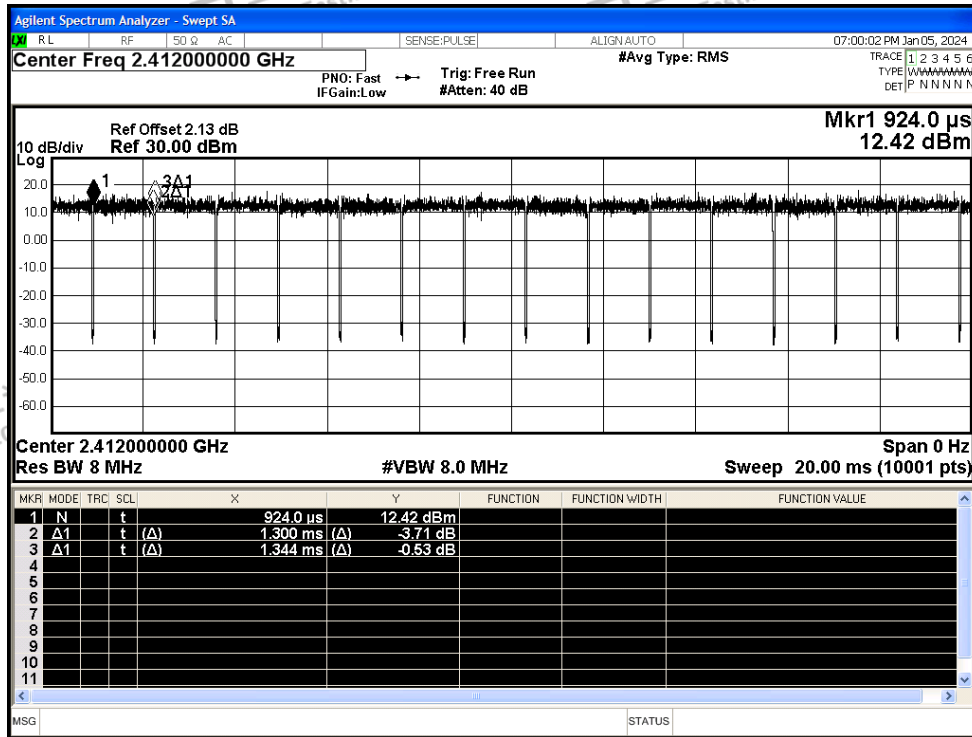 Agilent Spectrum Analyzer - Swept SA
LXI RL RF 50 Ω AC SENSE:PULSE ALIGN AUTO 07:00:02 PM Jan 05, 2024
Center Freq 2.412000000 GHz
#Avg Type: RMS
TRACE 1 2 3 4 5 6
PNO: Fast Trig: Free Run
TYPE WWWWWW
IFGain:Low #Atten: 40 dB
DET P N N N N N
Mkr1 924.0 µs
12.42 dBm
Ref Offset 2.13 dB
10 dB/div Ref 30.00 dBm
Log
1 3Δ1
2Δ1
20.0
10.0
0.00
-10.0
-20.0
-30.0
-40.0
-50.0
-60.0
Center 2.412000000 GHz Span 0 Hz
Res BW 8 MHz #VBW 8.0 MHz Sweep 20.00 ms (10001 pts)
MKR MODE TRC SCL X Y FUNCTION FUNCTION WIDTH FUNCTION VALUE
1 N t 924.0 µs 12.42 dBm
2 Δ1 t (Δ) 1.300 ms (Δ) -3.71 dB
3 Δ1 t (Δ) 1.344 ms (Δ) -0.53 dB
4
5
6
7
8
9
10
11
MSG STATUS